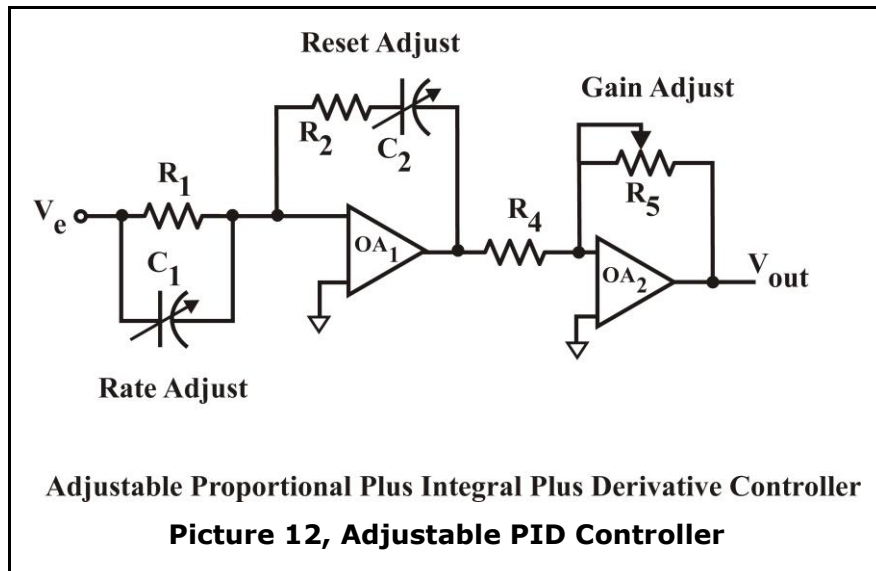 Reset Adjust
Gain Adjust
R2
C2
R1
R5
Ve
R4
C1
OA1
OA2
Vout
Rate Adjust
Adjustable Proportional Plus Integral Plus Derivative Controller
Picture 12, Adjustable PID Controller